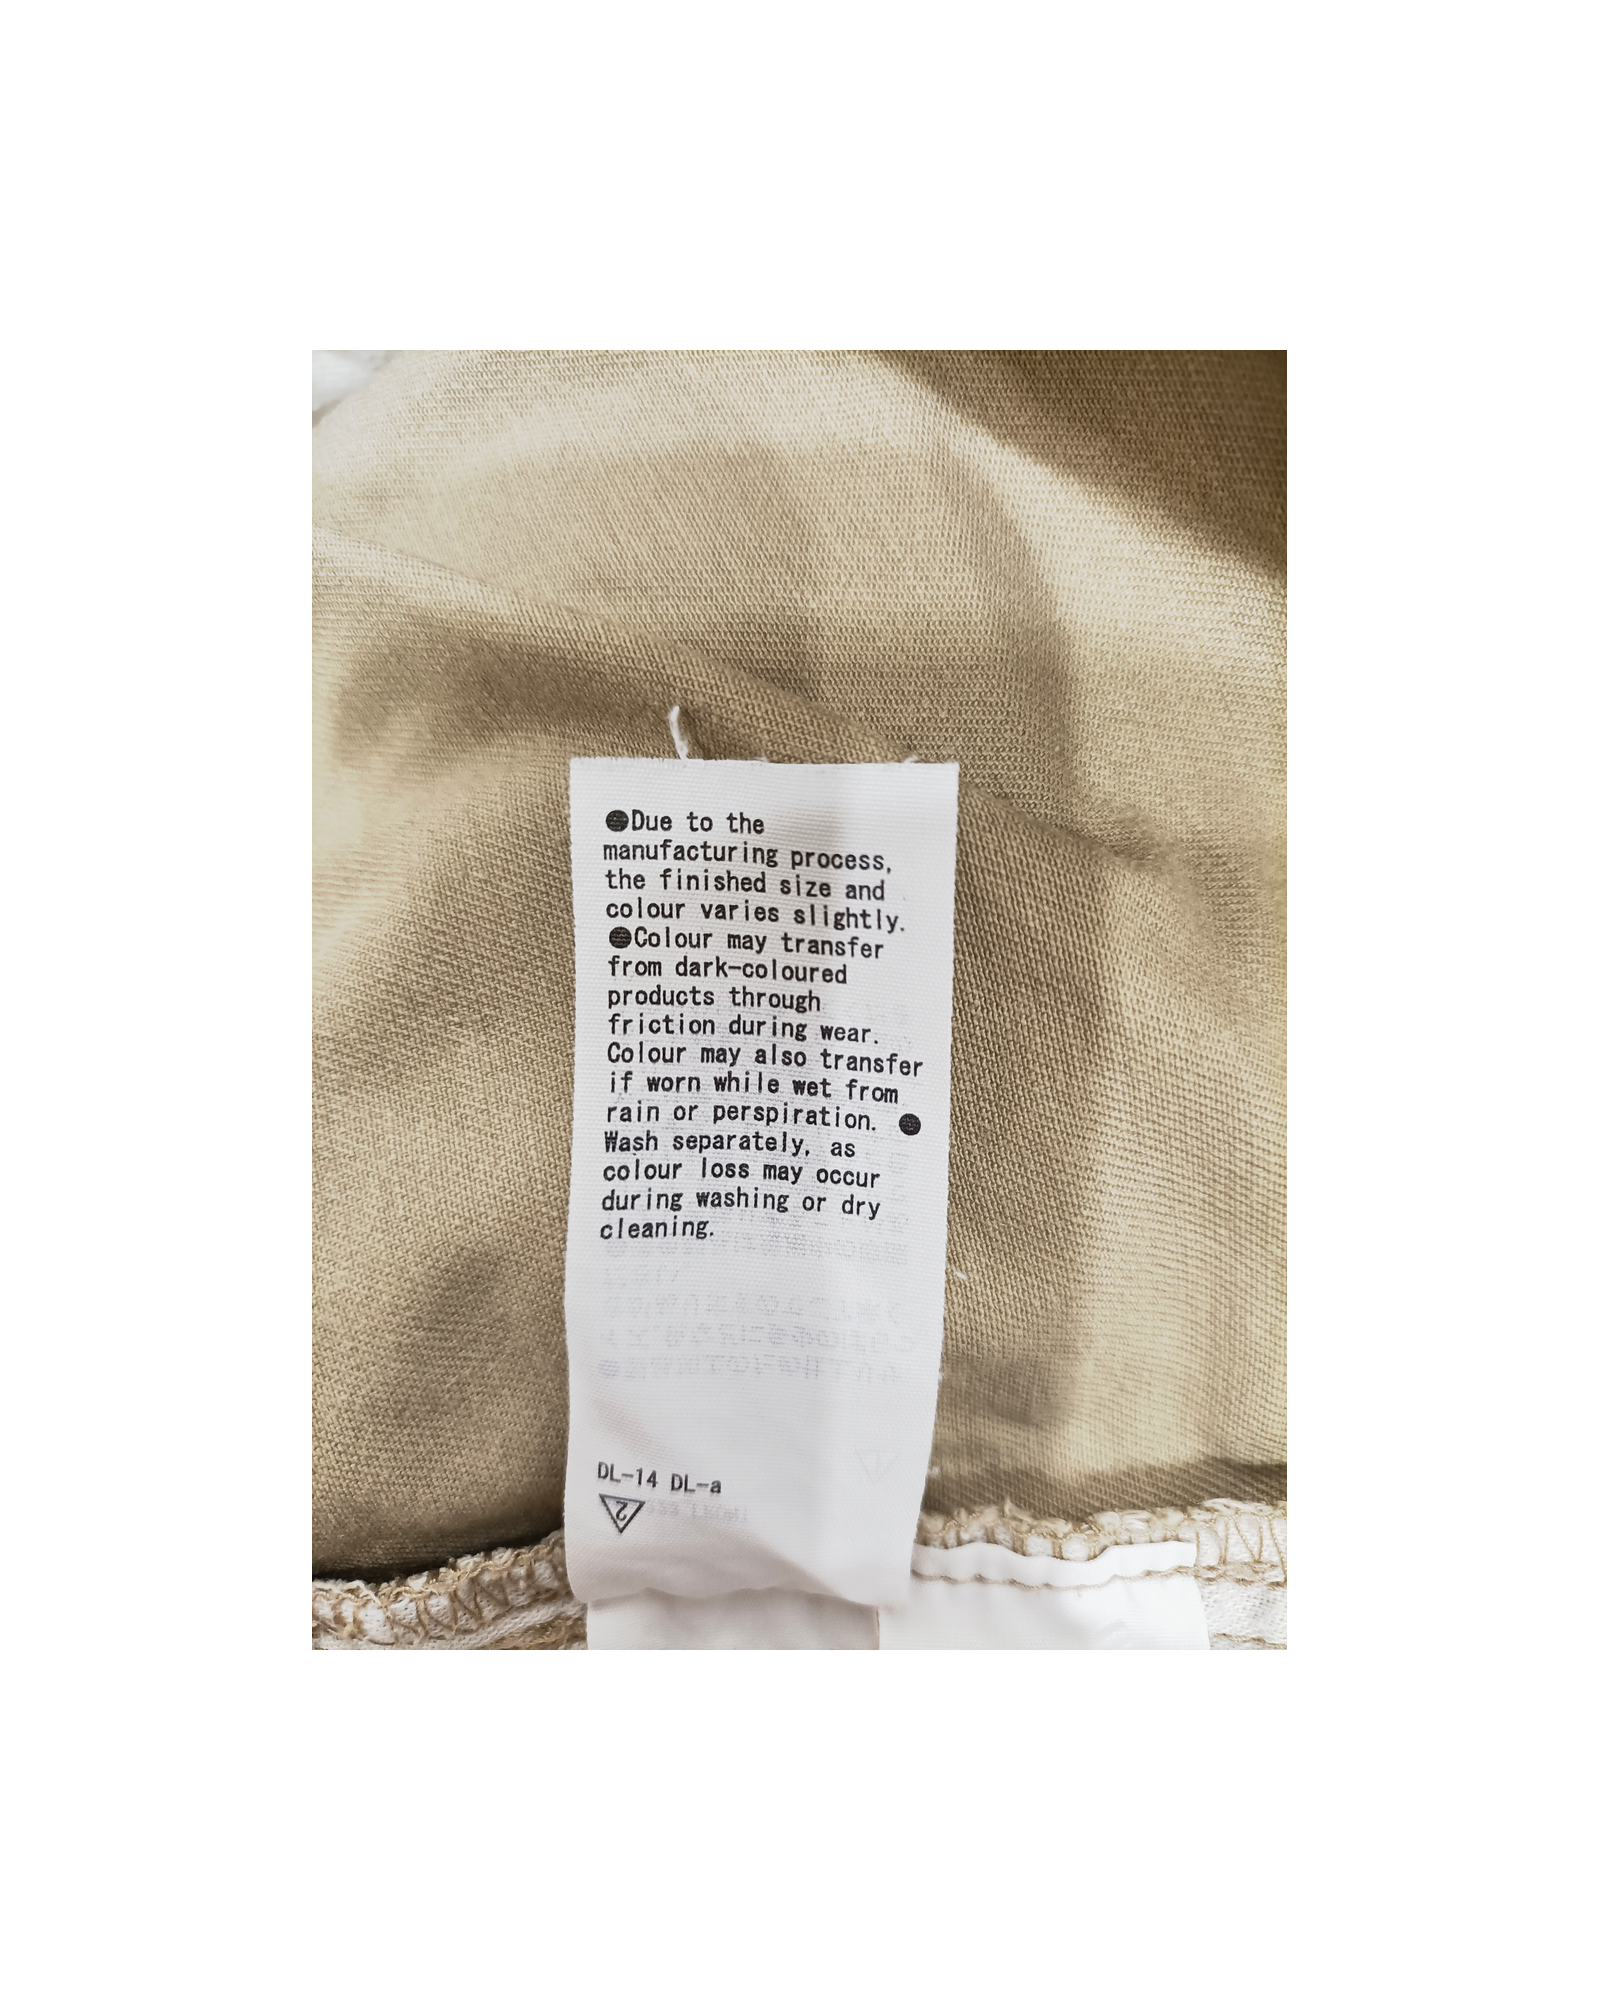 ●Due to the
manufacturing process,
the finished size and
colour varies slightly.
●Colour may transfer
from dark-coloured
products through
friction during wear.
Colour may also transfer
if worn while wet from
rain or perspiration. ●
Wash separately, as
colour loss may occur
during washing or dry
cleaning.
DL-14 DL-a
2